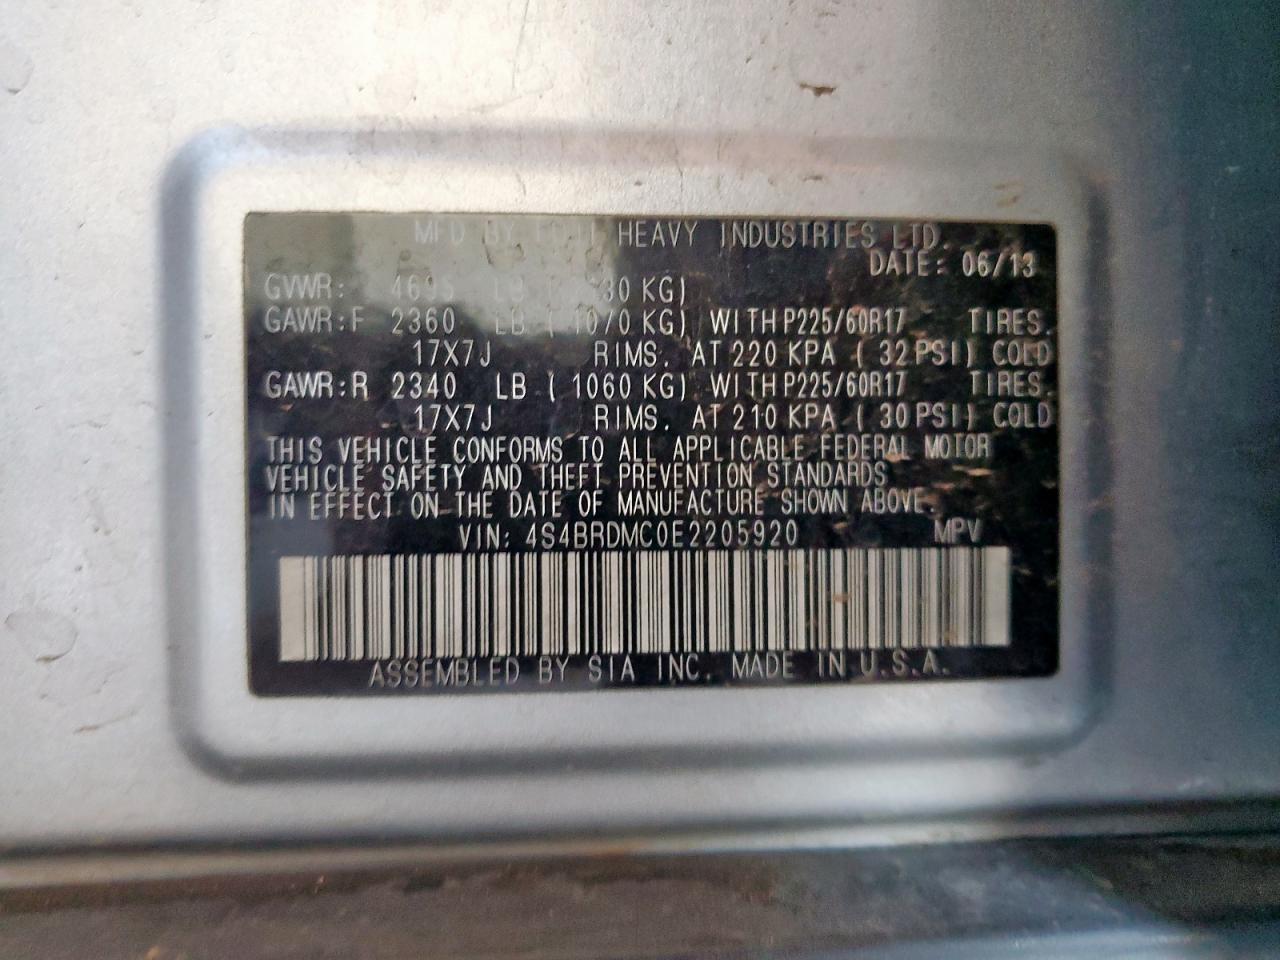 MFD BY FUJI HEAVY INDUSTRIES LTD.
DATE: 06/13
GVWR: LB ( KG)
GAWR:F 2360 LB ( 1070 KG) WITH P225/60R17 TIRES.
17X7J RIMS. AT 220 KPA ( 32 PSI) COLD
GAWR:R 2340 LB ( 1060 KG) WITH P225/60R17 TIRES.
17X7J RIMS. AT 210 KPA ( 30 PSI) COLD
THIS VEHICLE CONFORMS TO ALL APPLICABLE FEDERAL MOTOR
VEHICLE SAFETY AND THEFT PREVENTION STANDARDS
IN EFFECT ON THE DATE OF MANUFACTURE SHOWN ABOVE.
VIN: 4S4BRDMC0E2205920 MPV
ASSEMBLED BY SIA INC. MADE IN U.S.A.